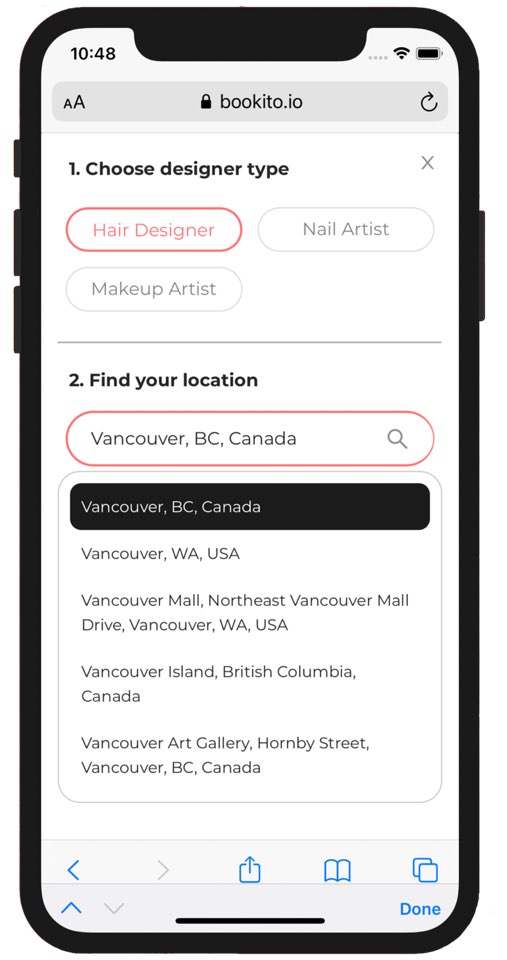 10:48
AA
bookito.io
1. Choose designer type
X
Hair Designer
Nail Artist
Makeup Artist
2. Find your location
Vancouver, BC, Canada
Vancouver, BC, Canada
Vancouver, WA, USA
Vancouver Mall, Northeast Vancouver Mall
Drive, Vancouver, WA, USA
Vancouver Island, British Columbia,
Canada
Vancouver Art Gallery, Hornby Street,
Vancouver, BC, Canada
Done